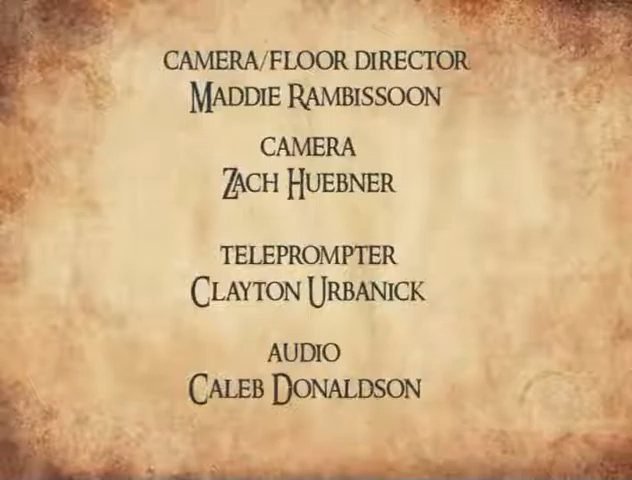 CAMERA/FLOOR DIRECTOR
MADDIE RAMBISSOON
CAMERA
ZACH HUEBNER
TELEPROMPTER
CLAYTON URBANICK
AUDIO
CALEB DONALDSON